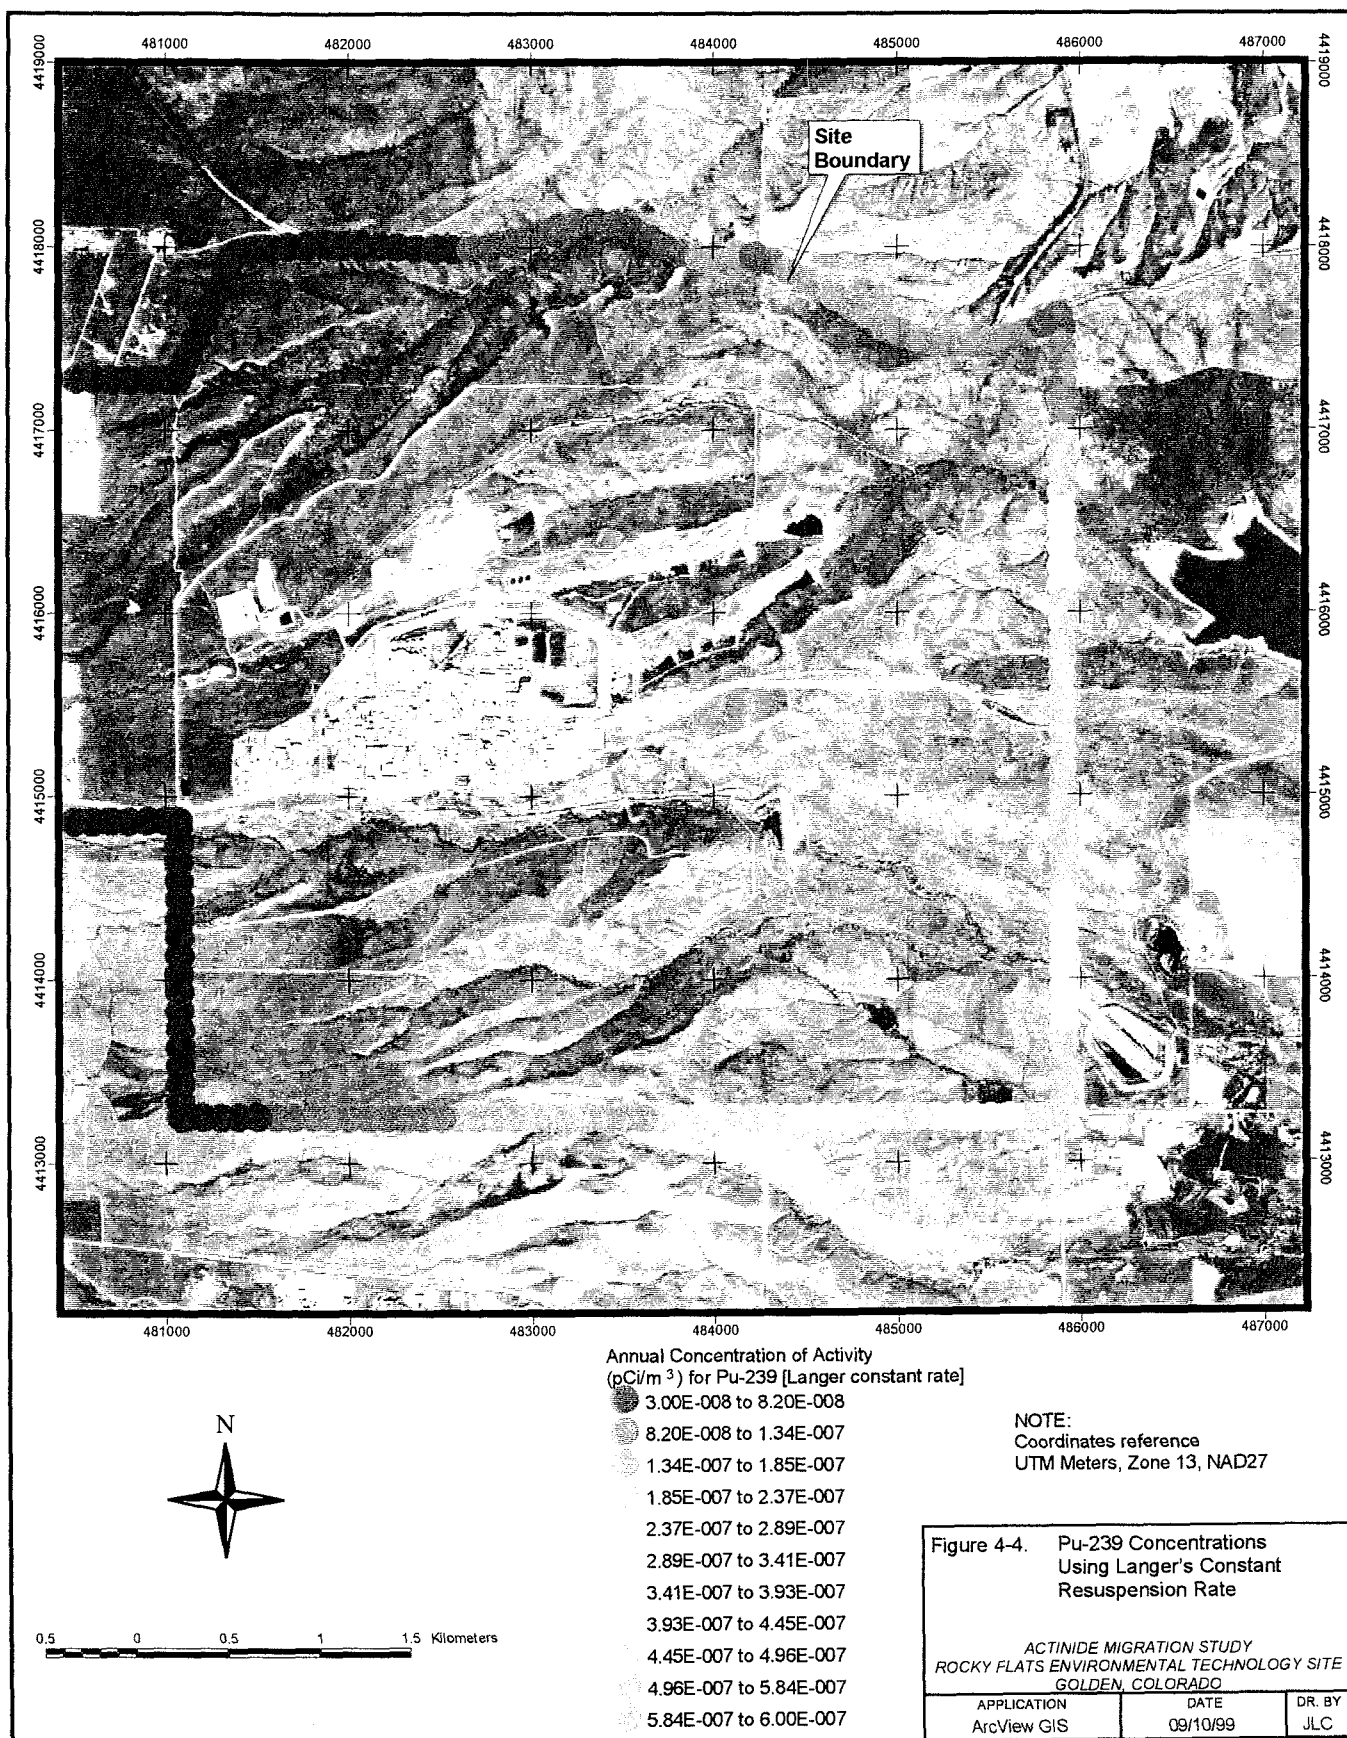 481000 482000 483000 484000 485000 486000 487000
4419000 4419000
4418000 4418000
4417000 4417000
4416000 4416000
4415000 4415000
4414000 4414000
4413000 4413000
Site
Boundary
481000 482000 483000 484000 485000 486000 487000
Annual Concentration of Activity
(pCi/m ³ ) for Pu-239 [Langer constant rate]
3.00E-008 to 8.20E-008
8.20E-008 to 1.34E-007
1.34E-007 to 1.85E-007
1.85E-007 to 2.37E-007
2.37E-007 to 2.89E-007
2.89E-007 to 3.41E-007
3.41E-007 to 3.93E-007
3.93E-007 to 4.45E-007
4.45E-007 to 4.96E-007
4.96E-007 to 5.84E-007
5.84E-007 to 6.00E-007
N
0.5 0 0.5 1 1.5 Kilometers
NOTE:
Coordinates reference
UTM Meters, Zone 13, NAD27
Figure 4-4. Pu-239 Concentrations
Using Langer's Constant
Resuspension Rate
ACTINIDE MIGRATION STUDY
ROCKY FLATS ENVIRONMENTAL TECHNOLOGY SITE
GOLDEN, COLORADO
APPLICATION DATE DR. BY
ArcView GIS 09/10/99 JLC